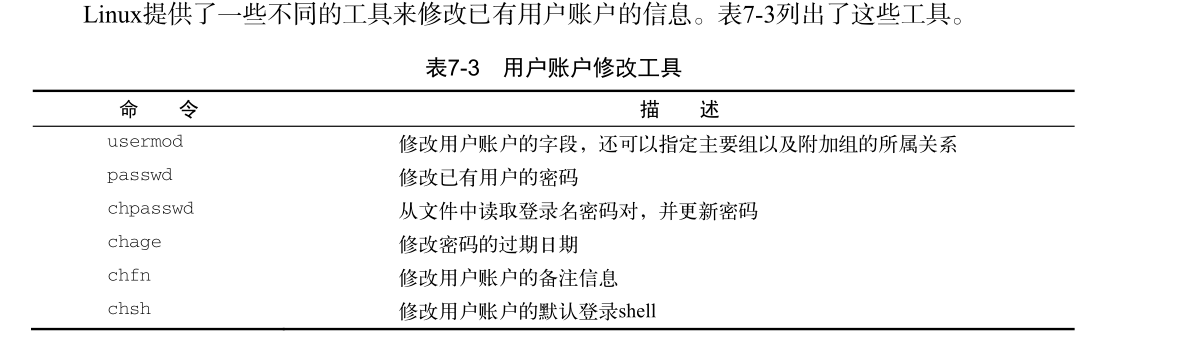 Linux提供了一些不同的工具来修改已有用户账户的信息。表7-3列出了这些工具。
表7-3 用户账户修改工具
命 令 描 述
usermod 修改用户账户的字段，还可以指定主要组以及附加组的所属关系
passwd 修改已有用户的密码
chpasswd 从文件中读取登录名密码对，并更新密码
chage 修改密码的过期日期
chfn 修改用户账户的备注信息
chsh 修改用户账户的默认登录shell